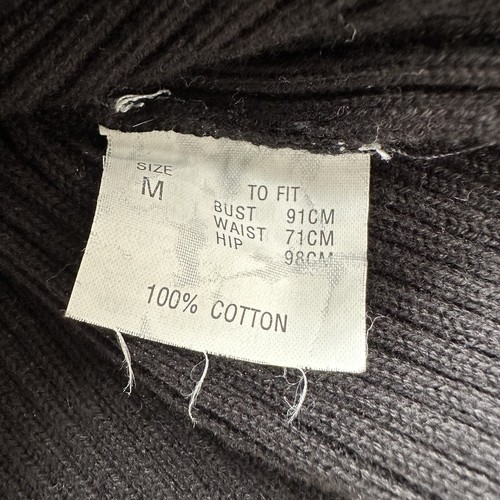 SIZE
M
TO FIT
BUST 91CM
WAIST 71CM
HIP 98CM
100% COTTON